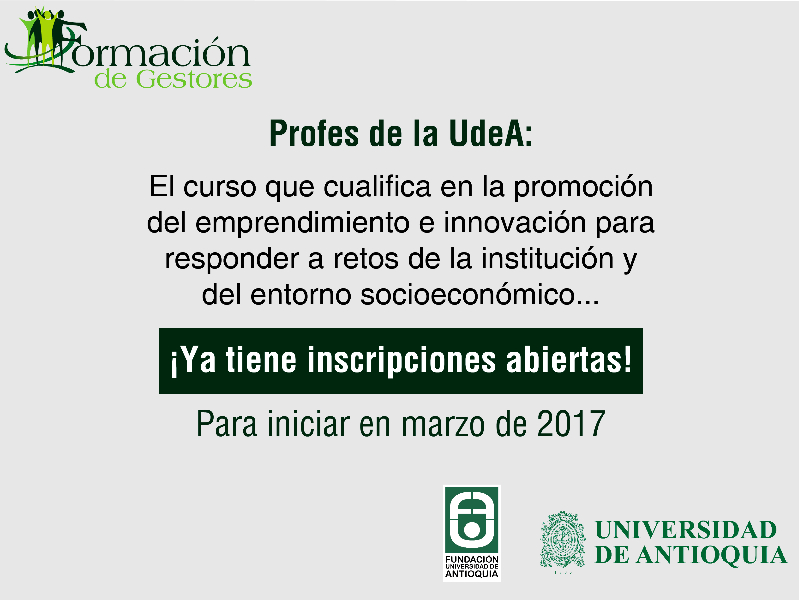 Formación
de Gestores
Profes de la UdeA:
El curso que cualifica en la promoción
del emprendimiento e innovación para
responder a retos de la institución y
del entorno socioeconómico...
¡Ya tiene inscripciones abiertas!
Para iniciar en marzo de 2017
FUNDACIÓN
UNIVERSIDAD DE
ANTIOQUIA
UNIVERSIDAD
DE ANTIOQUIA